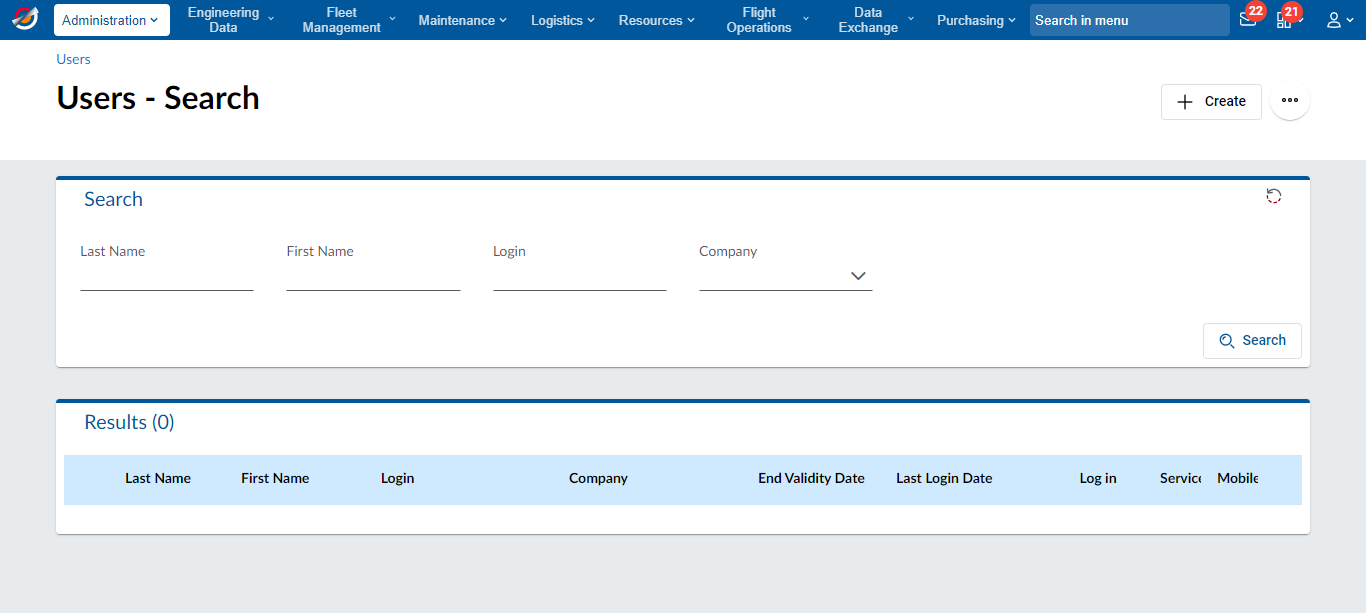 Administration
Engineering
Data
Fleet
Management
Maintenance
Logistics
Resources
Flight
Operations
Data
Exchange
Purchasing
Search in menu
22
21
Users
Users - Search
Create
Search
Last Name
First Name
Login
Company
Search
Results (0)
Last Name First Name Login Company End Validity Date Last Login Date Log in Service Mobile